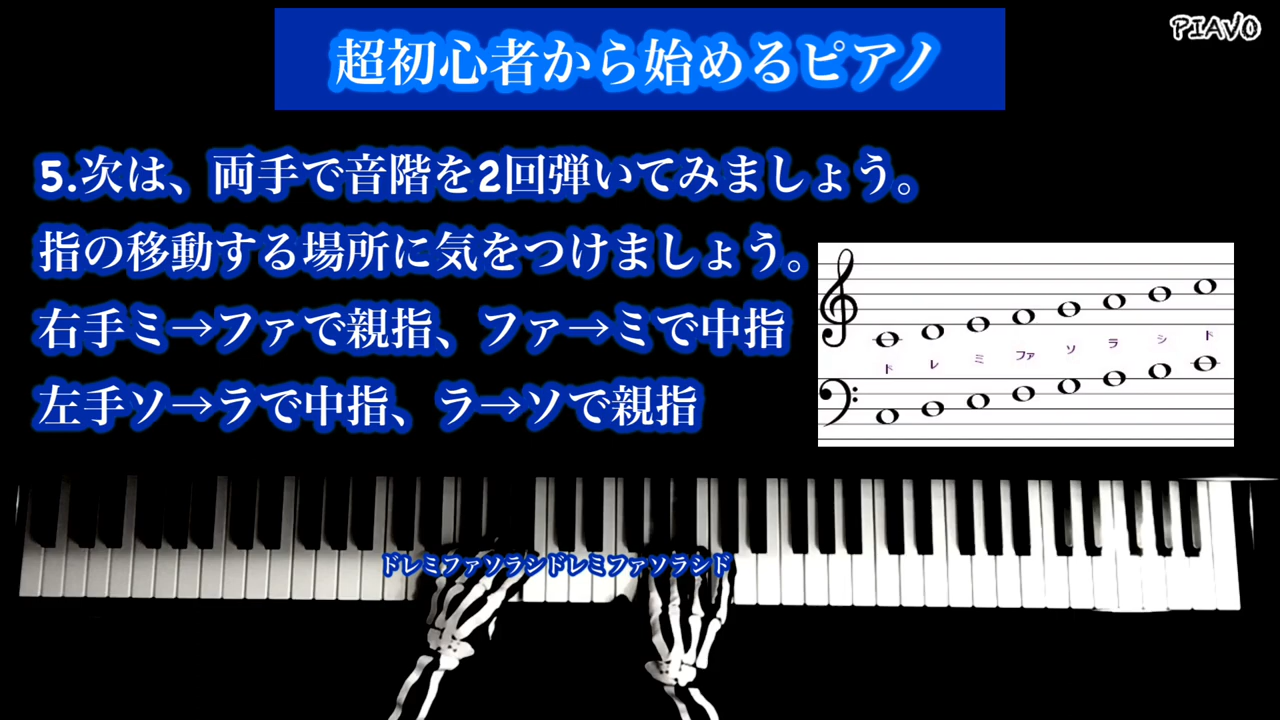 超初心者から始めるピアノ
PIAVO
5.次は、両手で音階を2回弾いてみましょう。
指の移動する場所に気をつけましょう。
右手ミ→ファで親指、ファ→ミで中指
左手ソ→ラで中指、ラ→ソで親指
ド レ ミ ファ ソ ラ シ ド
ドレミファソラシドレミファソラシド